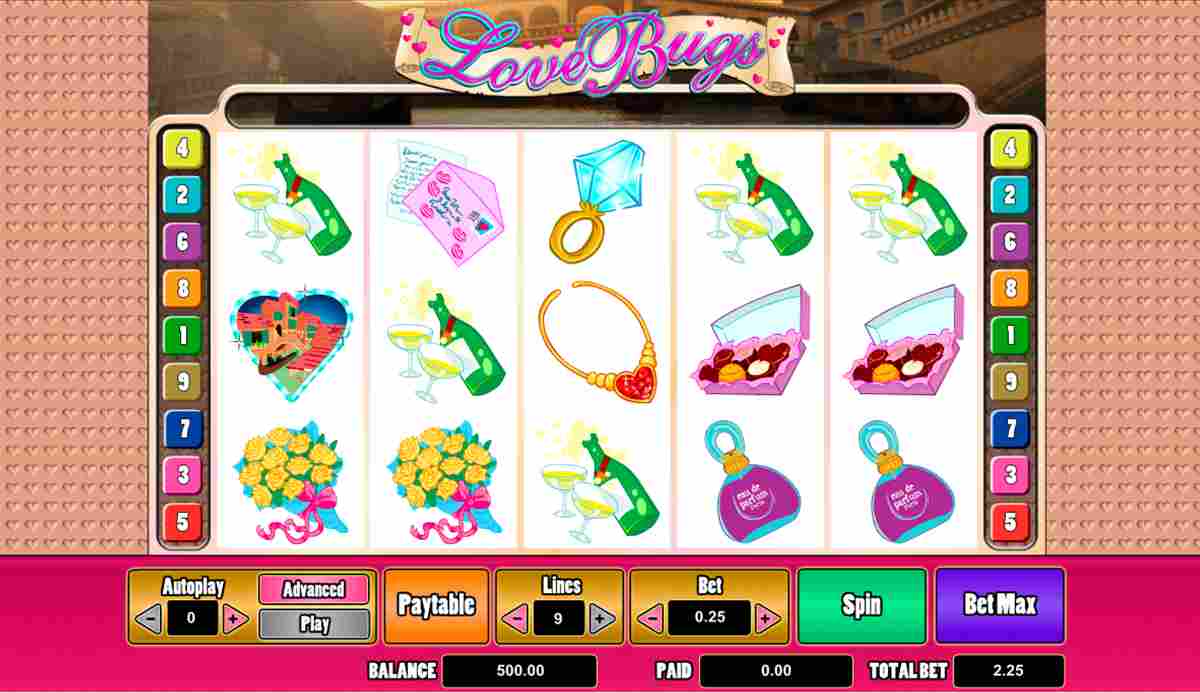 Love Bugs
4 4
2 2
6 6
8 8
1 1
9 9
7 7
3 3
5 5
eau de
parfum
eau de
parfum
Autoplay
- 0 +
Advanced
Play
Paytable
Lines
- 9 +
Bet
- 0.25 +
Spin
Bet Max
BALANCE 500.00 PAID 0.00 TOTAL BET 2.25